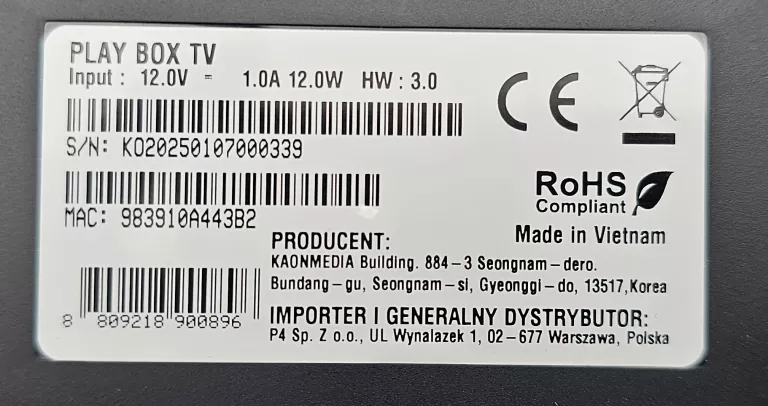 PLAY BOX TV
Input : 12.0V ⎓ 1.0A 12.0W HW : 3.0
S/N: KO20250107000339
MAC: 983910A443B2
CE
RoHS
Compliant
Made in Vietnam
PRODUCENT:
KAONMEDIA Building. 884-3 Seongnam-dero.
Bundang-gu, Seongnam-si, Gyeonggi-do, 13517,Korea
8 809218 900896
IMPORTER I GENERALNY DYSTRYBUTOR:
P4 Sp. Z o.o., UL Wynalazek 1, 02-677 Warszawa, Polska